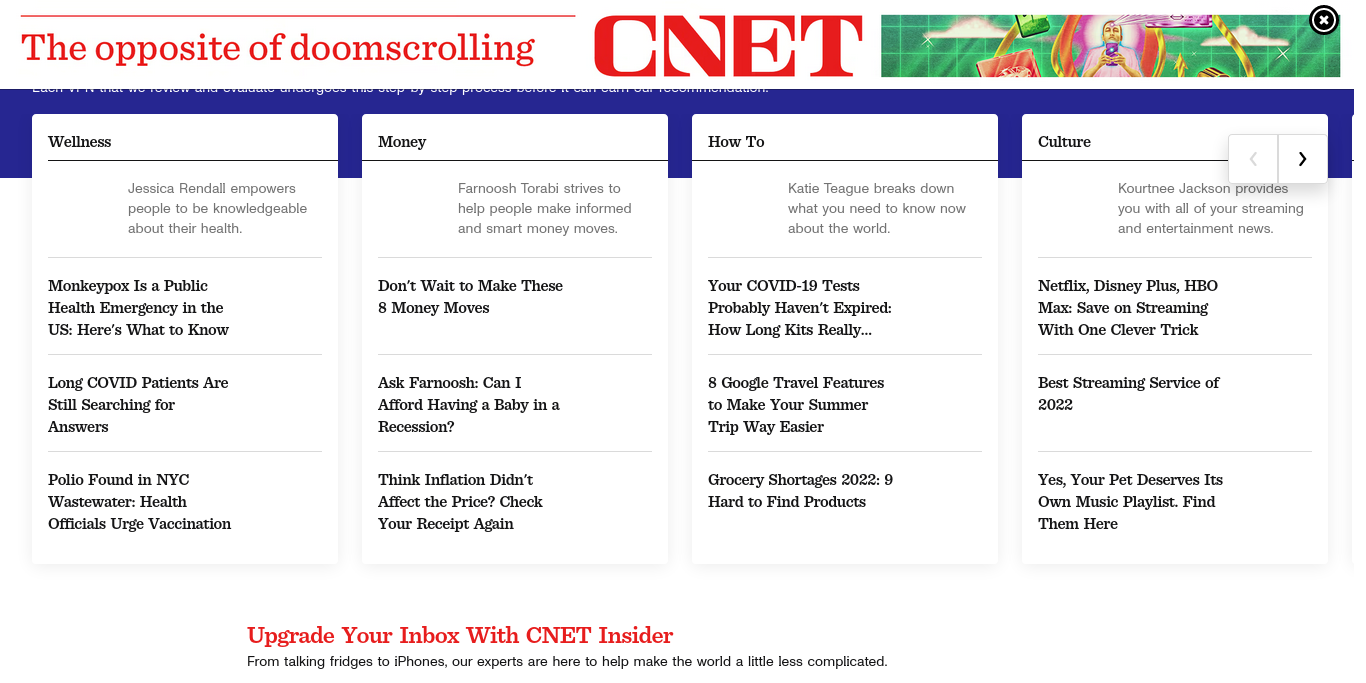 The opposite of doomscrolling
CNET
Each VPN that we review and evaluate undergoes this step-by-step process before it can earn our recommendation.
Wellness
Jessica Rendall empowers
people to be knowledgeable
about their health.
Monkeypox Is a Public
Health Emergency in the
US: Here's What to Know
Long COVID Patients Are
Still Searching for
Answers
Polio Found in NYC
Wastewater: Health
Officials Urge Vaccination
Money
Farnoosh Torabi strives to
help people make informed
and smart money moves.
Don't Wait to Make These
8 Money Moves
Ask Farnoosh: Can I
Afford Having a Baby in a
Recession?
Think Inflation Didn't
Affect the Price? Check
Your Receipt Again
How To
Katie Teague breaks down
what you need to know now
about the world.
Your COVID-19 Tests
Probably Haven't Expired:
How Long Kits Really...
8 Google Travel Features
to Make Your Summer
Trip Way Easier
Grocery Shortages 2022: 9
Hard to Find Products
Culture
Kourtnee Jackson provides
you with all of your streaming
and entertainment news.
Netflix, Disney Plus, HBO
Max: Save on Streaming
With One Clever Trick
Best Streaming Service of
2022
Yes, Your Pet Deserves Its
Own Music Playlist. Find
Them Here
Upgrade Your Inbox With CNET Insider
From talking fridges to iPhones, our experts are here to help make the world a little less complicated.